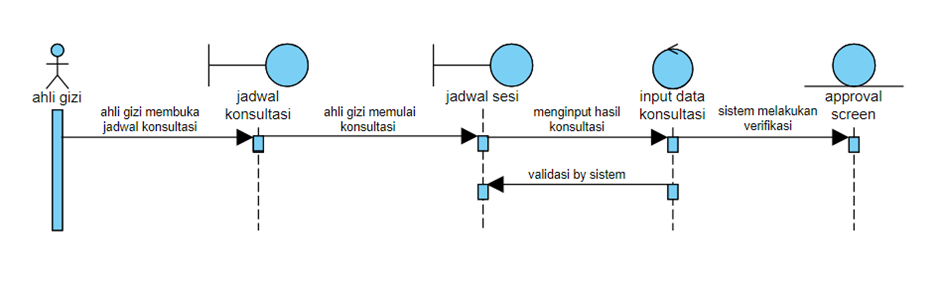 ahli gizi
jadwal
konsultasi
jadwal sesi
input data
konsultasi
approval
screen
ahli gizi membuka
jadwal konsultasi
ahli gizi memulai
konsultasi
menginput hasil
konsultasi
sistem melakukan
verifikasi
validasi by sistem